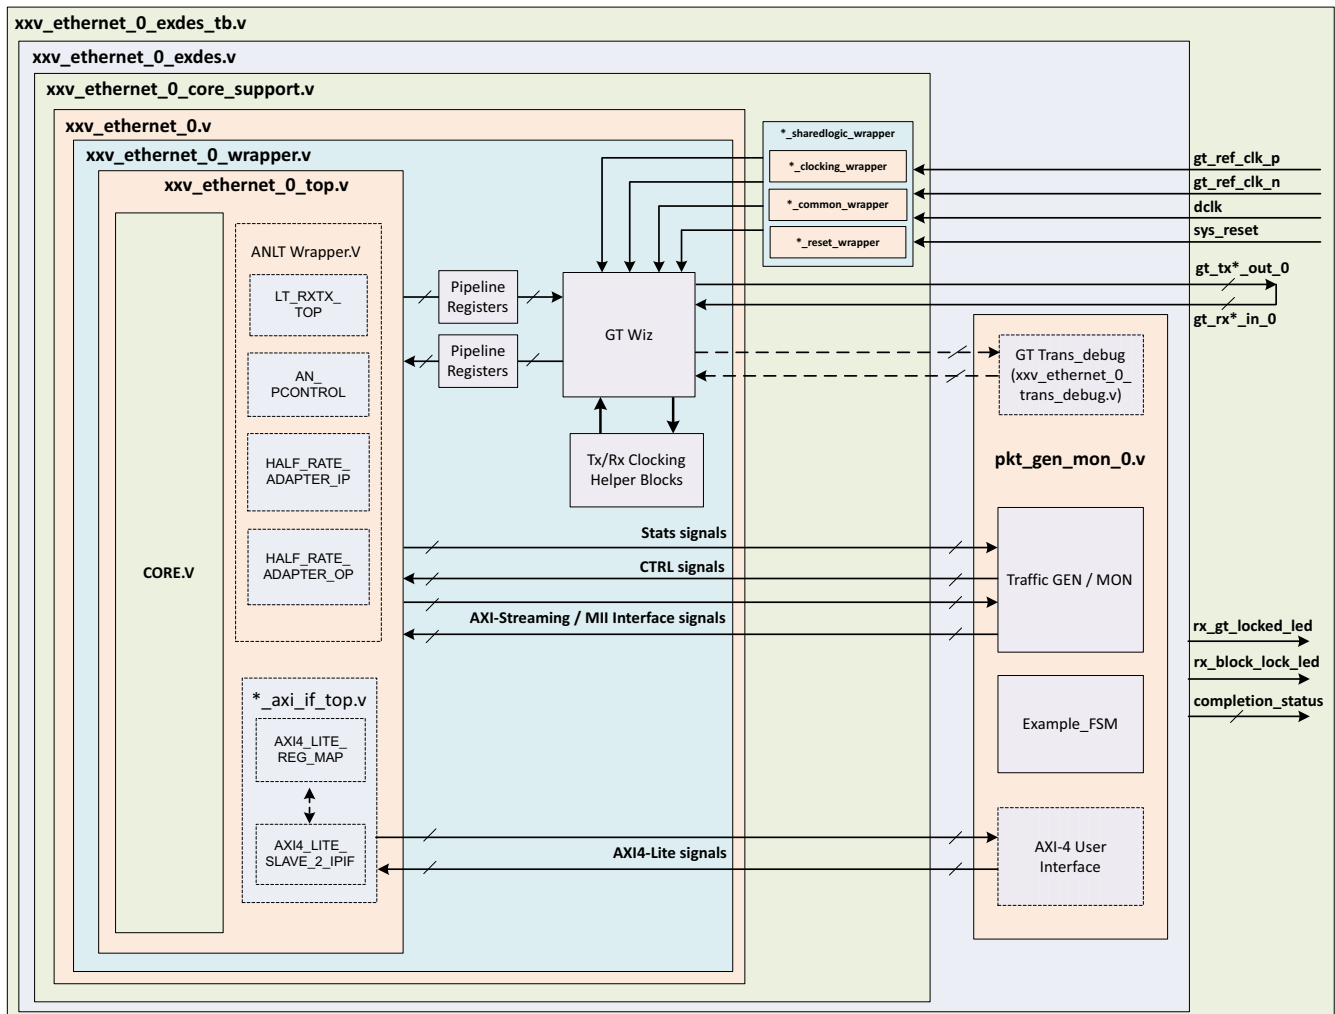 xxv_ethernet_0_exdes_tb.v
xxv_ethernet_0_exdes.v
xxv_ethernet_0_core_support.v
xxv_ethernet_0.v
xxv_ethernet_0_wrapper.v
xxv_ethernet_0_top.v
CORE.V
ANLT Wrapper.V
LT_RXTX_
TOP
AN_
PCONTROL
HALF_RATE_
ADAPTER_IP
HALF_RATE_
ADAPTER_OP
*_axi_if_top.v
AXI4_LITE_
REG_MAP
AXI4_LITE_
SLAVE_2_IPIF
Pipeline
Registers
Pipeline
Registers
GT Wiz
Tx/Rx Clocking
Helper Blocks
*_sharedlogic_wrapper
*_clocking_wrapper
*_common_wrapper
*_reset_wrapper
gt_ref_clk_p
gt_ref_clk_n
dclk
sys_reset
gt_tx*_out_0
gt_rx*_in_0
GT Trans_debug
(xxv_ethernet_0_
trans_debug.v)
pkt_gen_mon_0.v
Stats signals
CTRL signals
AXI-Streaming / MII Interface signals
Traffic GEN / MON
Example_FSM
AXI4-Lite signals
AXI-4 User
Interface
rx_gt_locked_led
rx_block_lock_led
completion_status